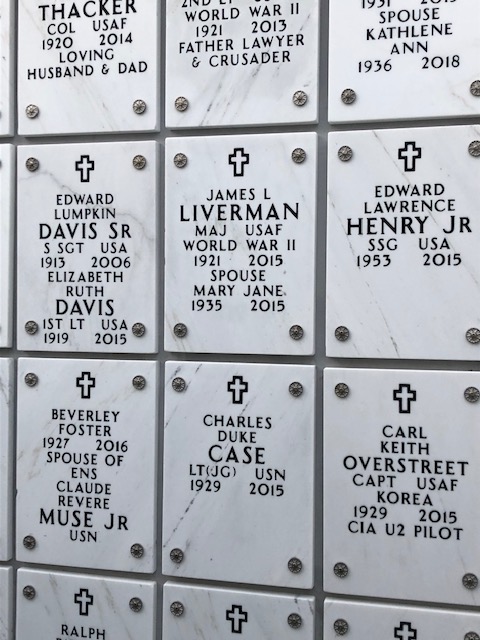 THACKER
COL USAF
1920 2014
LOVING
HUSBAND & DAD
WORLD WAR II
1921 2013
FATHER LAWYER
& CRUSADER
SPOUSE
KATHLENE
ANN
1936 2018
EDWARD
LUMPKIN
DAVIS SR
S SGT USA
1913 2006
ELIZABETH
RUTH
DAVIS
1ST LT USA
1919 2015
JAMES L
LIVERMAN
MAJ USAF
WORLD WAR II
1921 2015
SPOUSE
MARY JANE
1935 2015
EDWARD
LAWRENCE
HENRY JR
SSG USA
1953 2015
BEVERLEY
FOSTER
1927 2016
SPOUSE OF
ENS
CLAUDE
REVERE
MUSE JR
USN
CHARLES
DUKE
CASE
LT(JG) USN
1929 2015
CARL
KEITH
OVERSTREET
CAPT USAF
KOREA
1929 2015
CIA U2 PILOT
RALPH